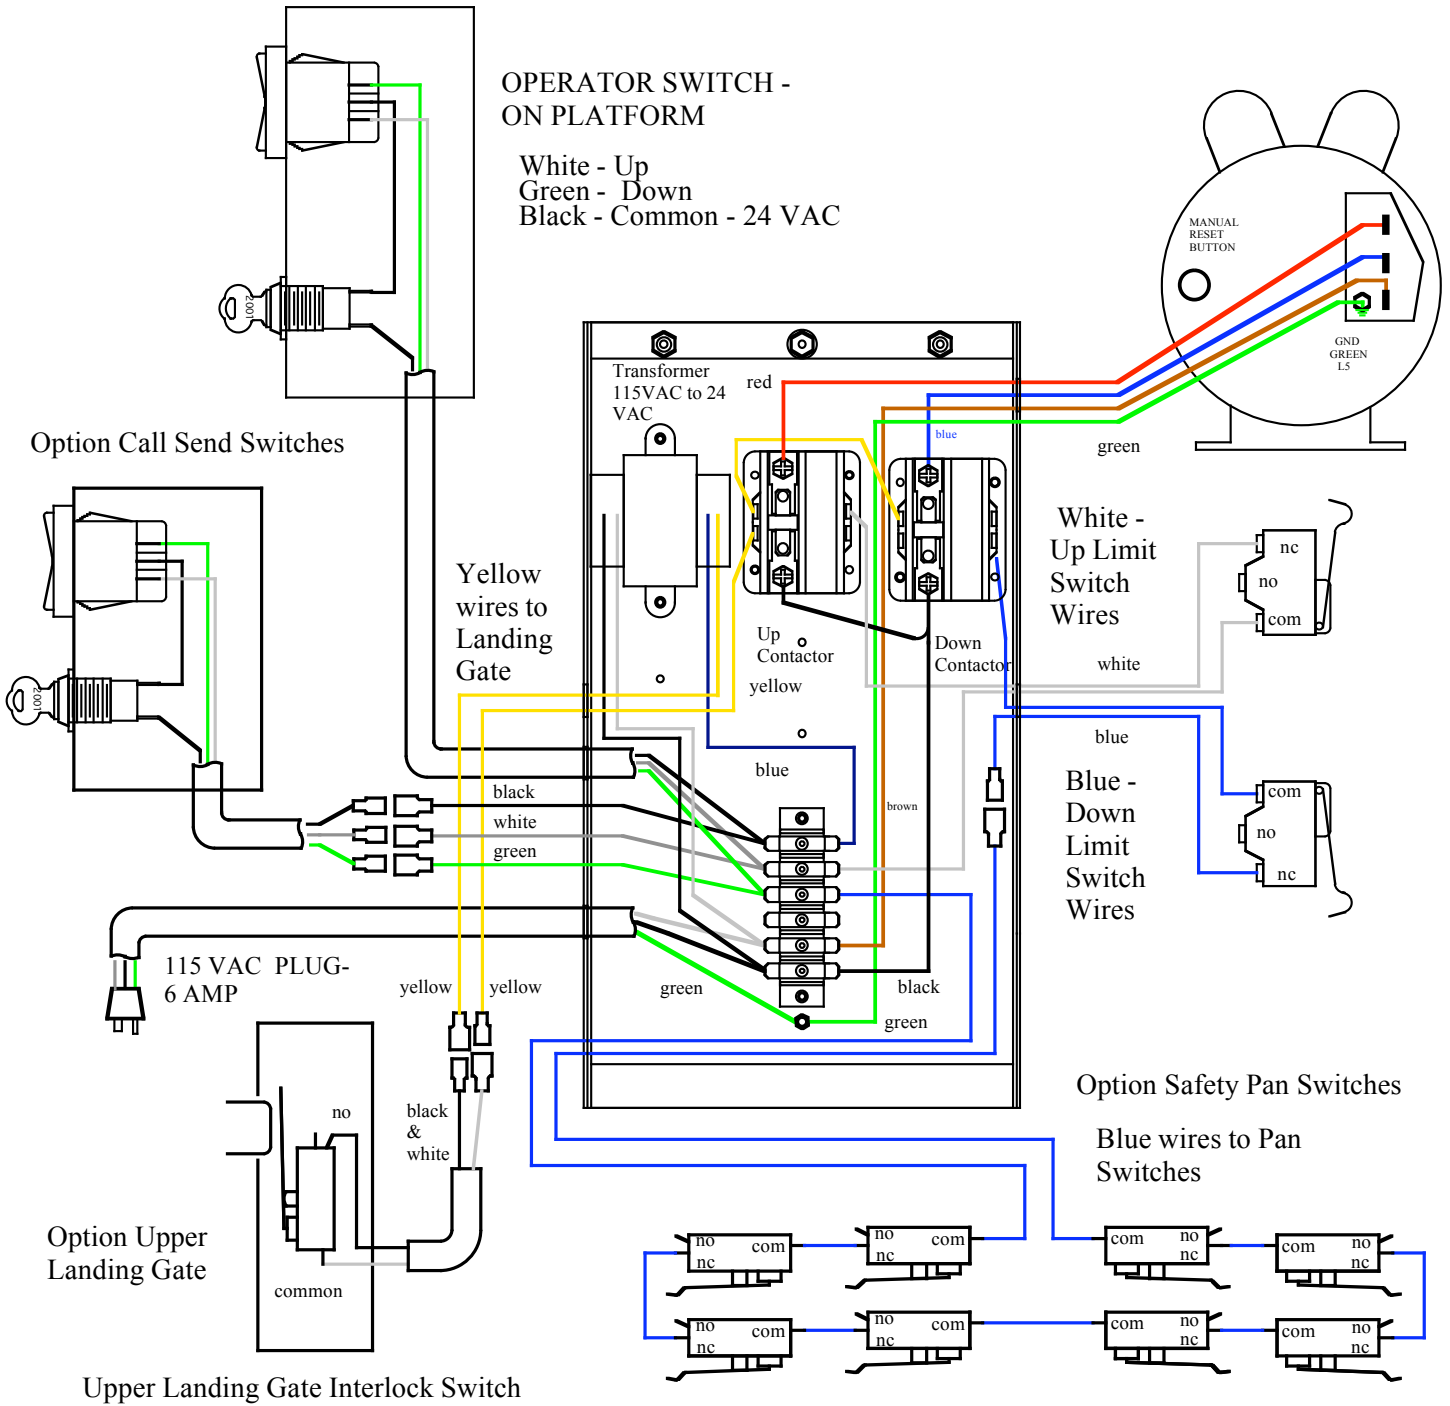 OPERATOR SWITCH -
ON PLATFORM
White - Up
Green -  Down
Black - Common - 24 VAC
2001
MANUAL
RESET
BUTTON
GND
GREEN
L5
Transformer
115VAC to 24
VAC
red
blue
green
Option Call Send Switches
2001
Yellow
wires to
Landing
Gate
White -
Up Limit
Switch
Wires
nc
no
com
Up
Contactor
Down
Contactor
yellow
white
blue
blue
brown
Blue -
Down
Limit
Switch
Wires
com
no
nc
black
white
green
115 VAC  PLUG-
6 AMP
yellow
yellow
green
black
green
Option Safety Pan Switches
Blue wires to Pan
Switches
no
black
&
white
common
Option Upper
Landing Gate
no
nc
com
no
nc
com
com
no
nc
com
no
nc
no
nc
com
no
nc
com
com
no
nc
com
no
nc
Upper Landing Gate Interlock Switch